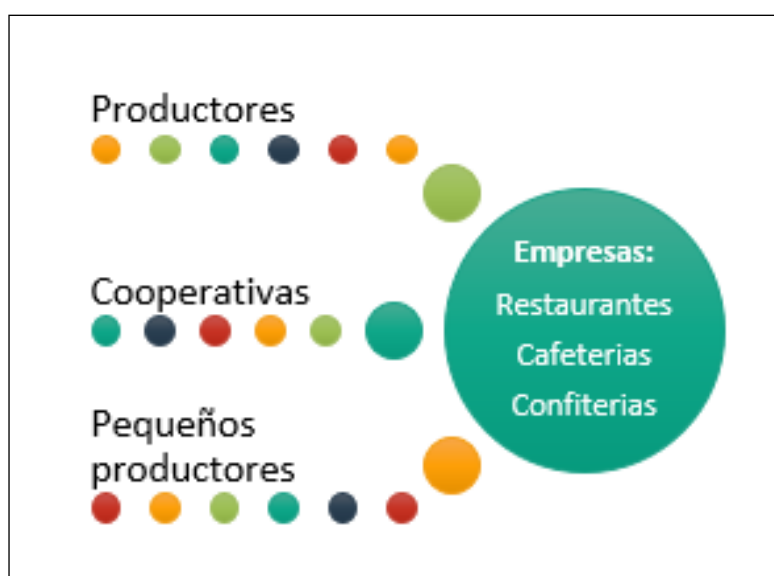 Productores
Cooperativas
Pequeños
productores
Empresas:
Restaurantes
Cafeterias
Confiterias